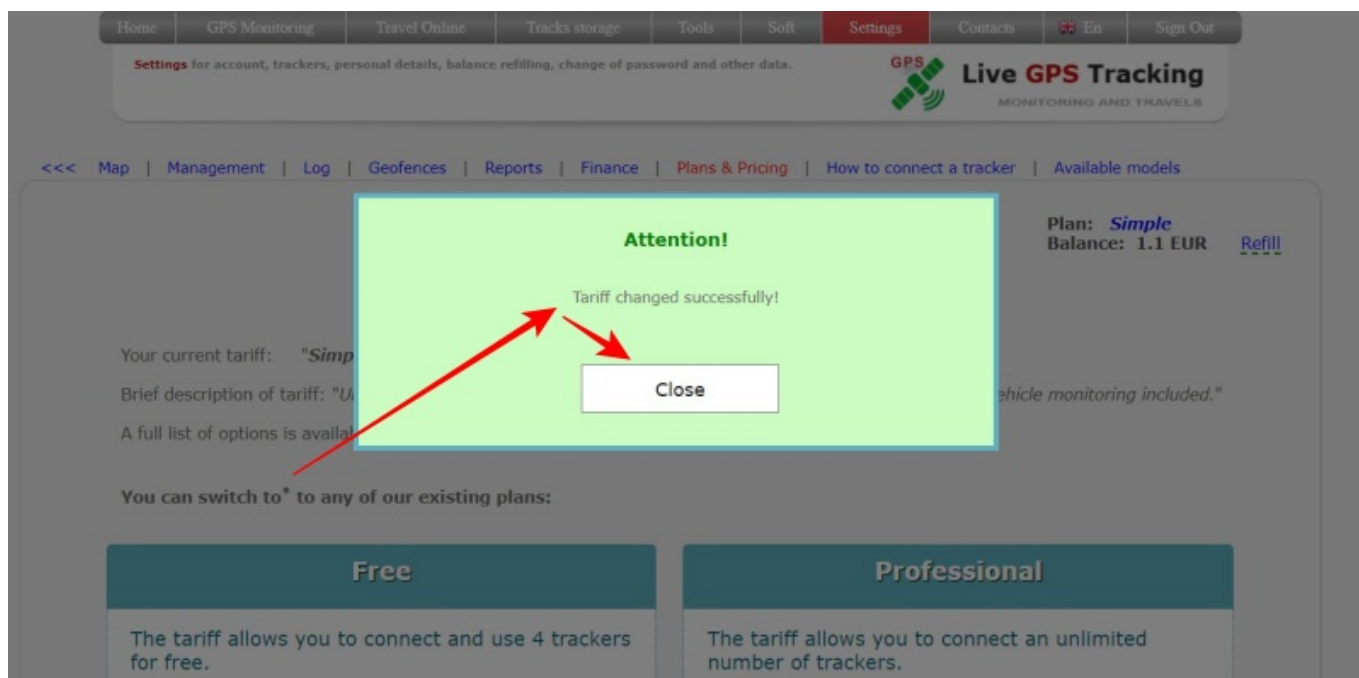 Home GPS Monitoring Travel Online Tracks storage Tools Soft Settings Contacts En Sign Out
Settings for account, trackers, personal details, balance refilling, change of password and other data.
GPS
Live GPS Tracking
MONITORING AND TRAVELS
<<< Map | Management | Log | Geofences | Reports | Finance | Plans & Pricing | How to connect a tracker | Available models
Plan: Simple
Balance: 1.1 EUR Refill
Attention!
Tariff changed successfully!
Close
Your current tariff: "Simp
Brief description of tariff: "U ehicle monitoring included."
A full list of options is availa
You can switch to* to any of our existing plans:
Free
The tariff allows you to connect and use 4 trackers
for free.
Professional
The tariff allows you to connect an unlimited
number of trackers.